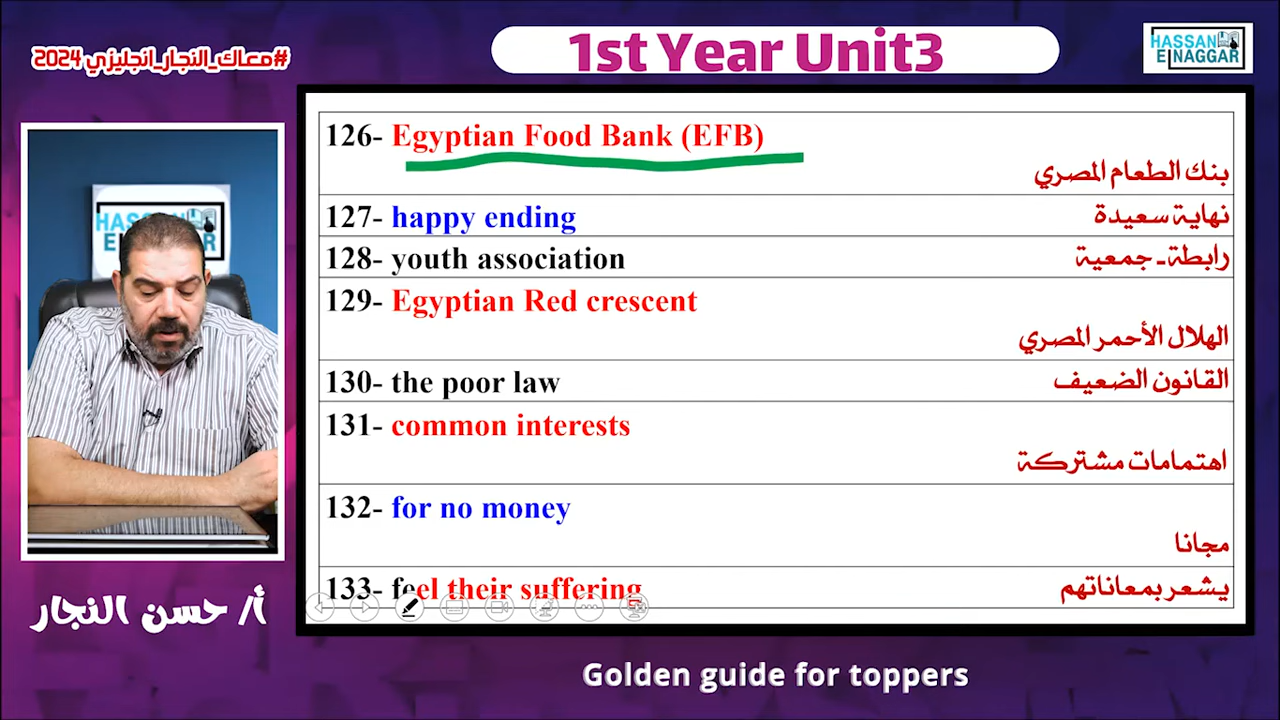 #معاك_النجار_انجليزي 2024
1st Year Unit3
HASSAN
ELNAGGAR
126- Egyptian Food Bank (EFB)
بنك الطعام المصري
127- happy ending
نهاية سعيدة
128- youth association
رابطة - جمعية
129- Egyptian Red crescent
الهلال الأحمر المصري
130- the poor law
القانون الضعيف
131- common interests
اهتمامات مشتركة
132- for no money
مجانا
133- feel their suffering
يشعر بمعاناتهم
HASSAN
ELNAGGAR
أ/ حسن النجار
Golden guide for toppers